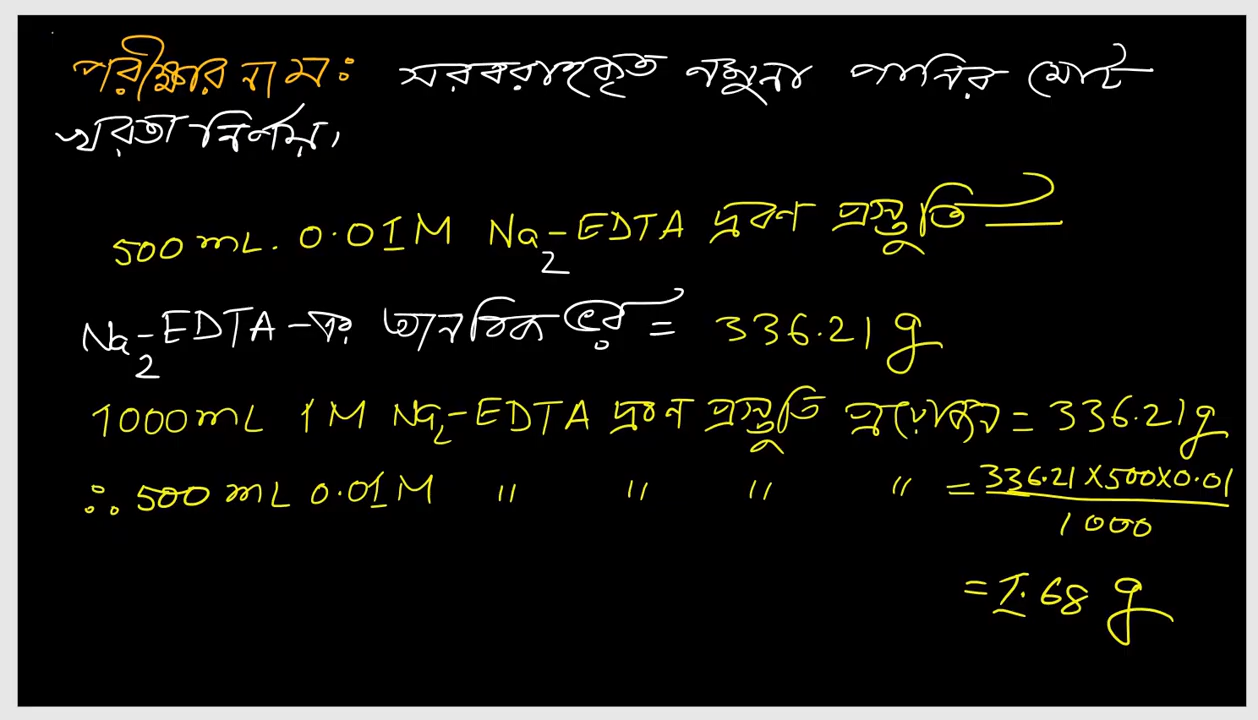 পরীক্ষার নাম: সরবরাহকৃত নমুনা পানির মোট
খরতা নির্ণয়।
500 mL. 0.01M Na2-EDTA দ্রবণ প্রস্তুতি
Na2-EDTA-এর আনবিক ভর = 336.21 g
1000 mL 1M Na2-EDTA দ্রবন প্রস্তুতি প্রয়োজন = 336.21 g
∴ 500 mL 0.01M " " " " = 336.21 × 500 × 0.01
1000
= 1.68 g